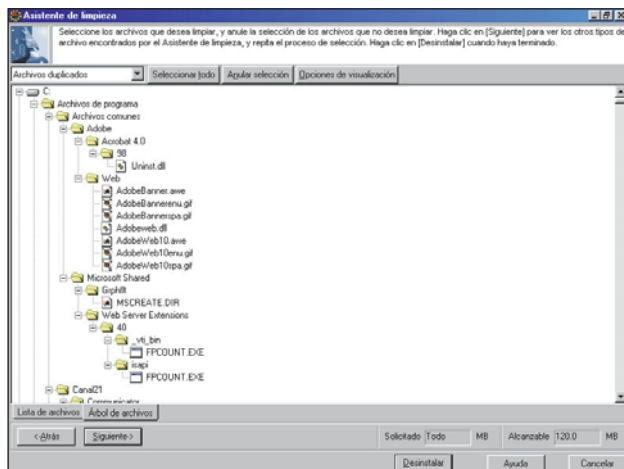 Asistente de limpieza
Seleccione los archivos que desea limpiar, y anule la selección de los archivos que no desea limpiar. Haga clic en [Siguiente] para ver los otros tipos de
archivo encontrados por el Asistente de limpieza, y repita el proceso de selección. Haga clic en [Desinstalar] cuando haya terminado.
Archivos duplicados Seleccionar todo Anular selección Opciones de visualización
C:
Archivos de programa
Archivos comunes
Adobe
Acrobat 4.0
98
Uninst.dll
Web
AdobeBanner.awe
AdobeBannerenu.gif
AdobeBannerspa.gif
Adobeweb.dll
AdobeWeb10.awe
AdobeWeb10enu.gif
AdobeWeb10spa.gif
Microsoft Shared
Grphflt
MSCREATE.DIR
Web Server Extensions
40
_vti_bin
FPCOUNT.EXE
isapi
FPCOUNT.EXE
Canal21
Communicator
Lista de archivos Árbol de archivos
<-Atrás Siguiente-> Solicitado Todo MB Alcanzable 120.0 MB
Desinstalar Ayuda Cancelar